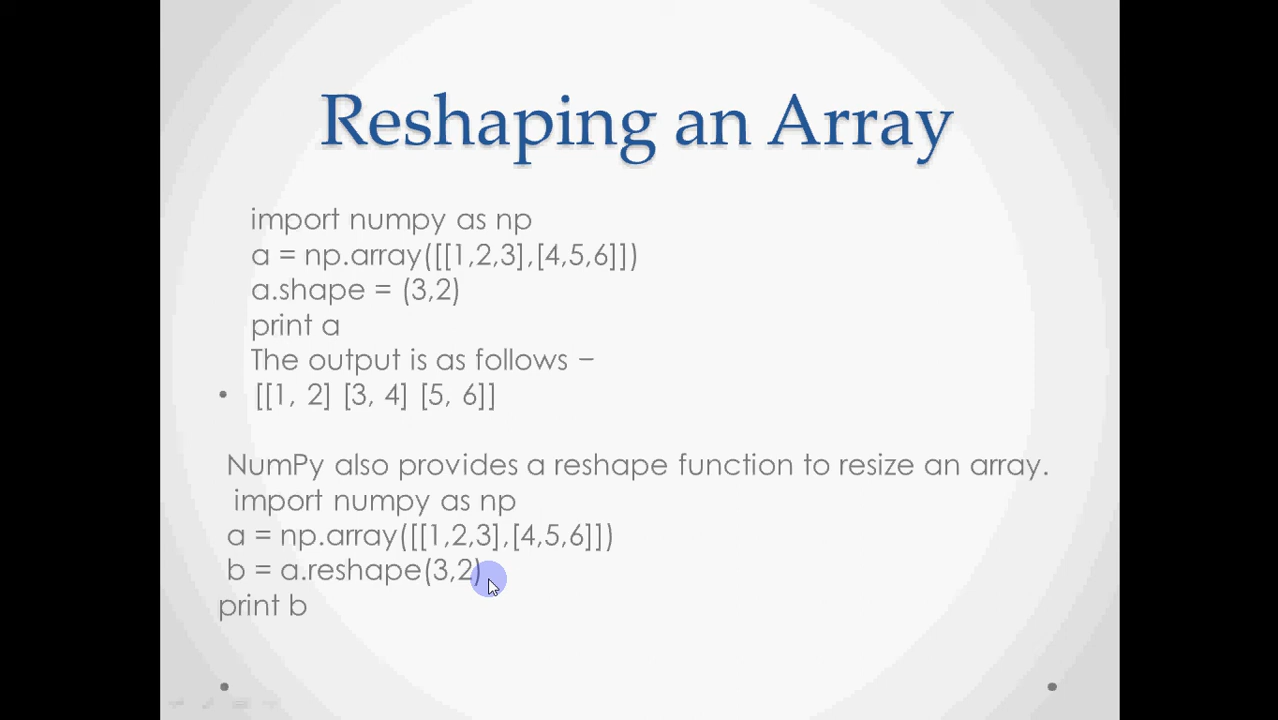 Reshaping an Array
import numpy as np
a = np.array([[1,2,3],[4,5,6]])
a.shape = (3,2)
print a
The output is as follows −
• [[1, 2] [3, 4] [5, 6]]
NumPy also provides a reshape function to resize an array.
import numpy as np
a = np.array([[1,2,3],[4,5,6]])
b = a.reshape(3,2)
print b